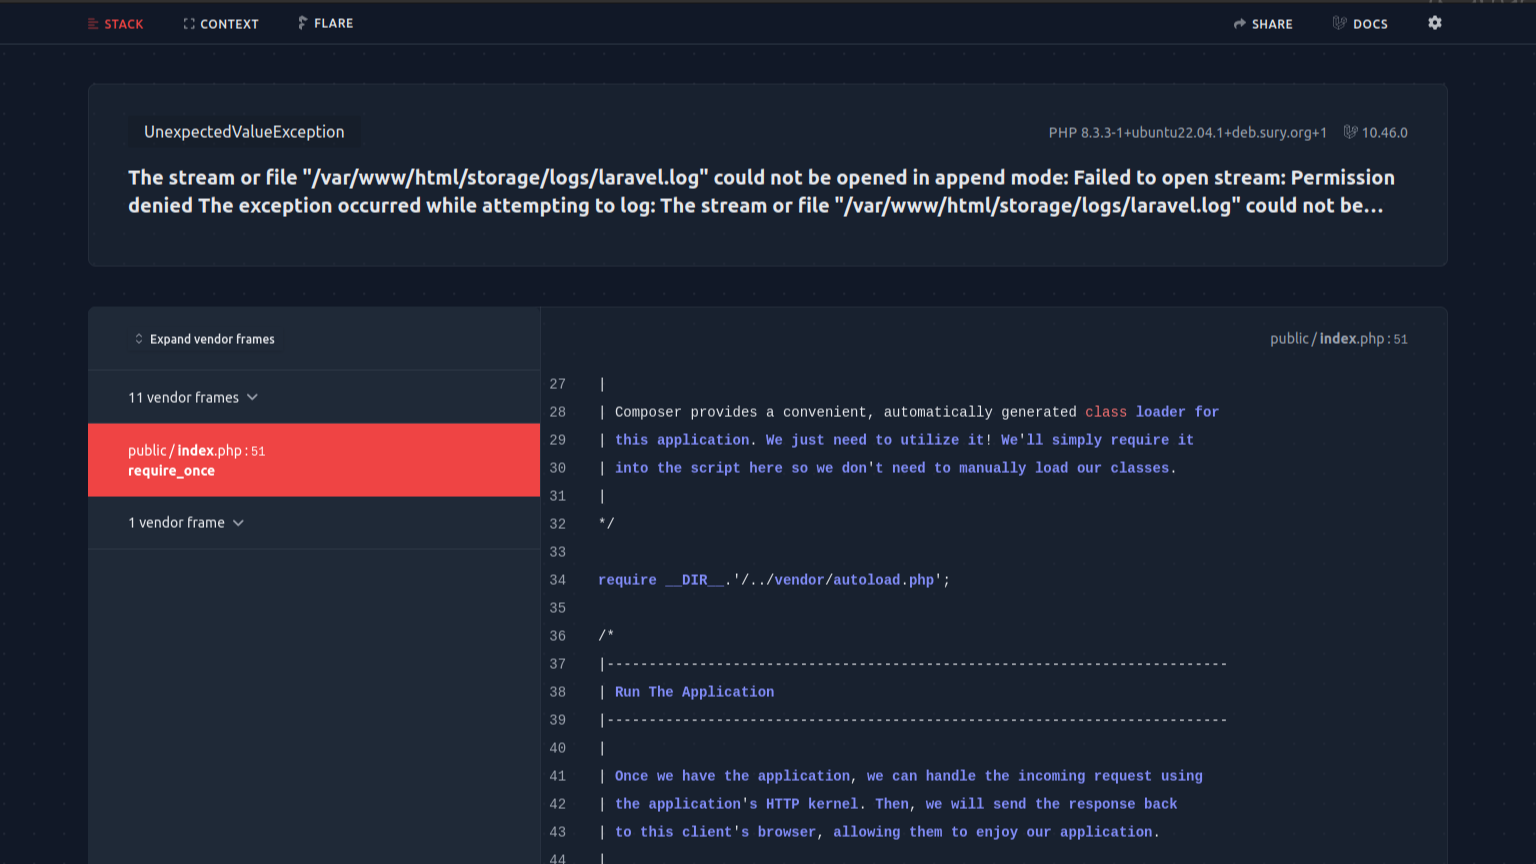 STACK CONTEXT FLARE SHARE DOCS
UnexpectedValueException
PHP 8.3.3-1+ubuntu22.04.1+deb.sury.org+1 10.46.0
The stream or file "/var/www/html/storage/logs/laravel.log" could not be opened in append mode: Failed to open stream: Permission
denied The exception occurred while attempting to log: The stream or file "/var/www/html/storage/logs/laravel.log" could not be...
Expand vendor frames
11 vendor frames
public / index.php : 51
require_once
1 vendor frame
public / index.php : 51
27 |
28 | Composer provides a convenient, automatically generated class loader for
29 | this application. We just need to utilize it! We'll simply require it
30 | into the script here so we don't need to manually load our classes.
31 |
32 */
33
34 require __DIR__.'/../vendor/autoload.php';
35
36 /*
37 |--------------------------------------------------------------------------
38 | Run The Application
39 |--------------------------------------------------------------------------
40 |
41 | Once we have the application, we can handle the incoming request using
42 | the application's HTTP kernel. Then, we will send the response back
43 | to this client's browser, allowing them to enjoy our application.
44 |